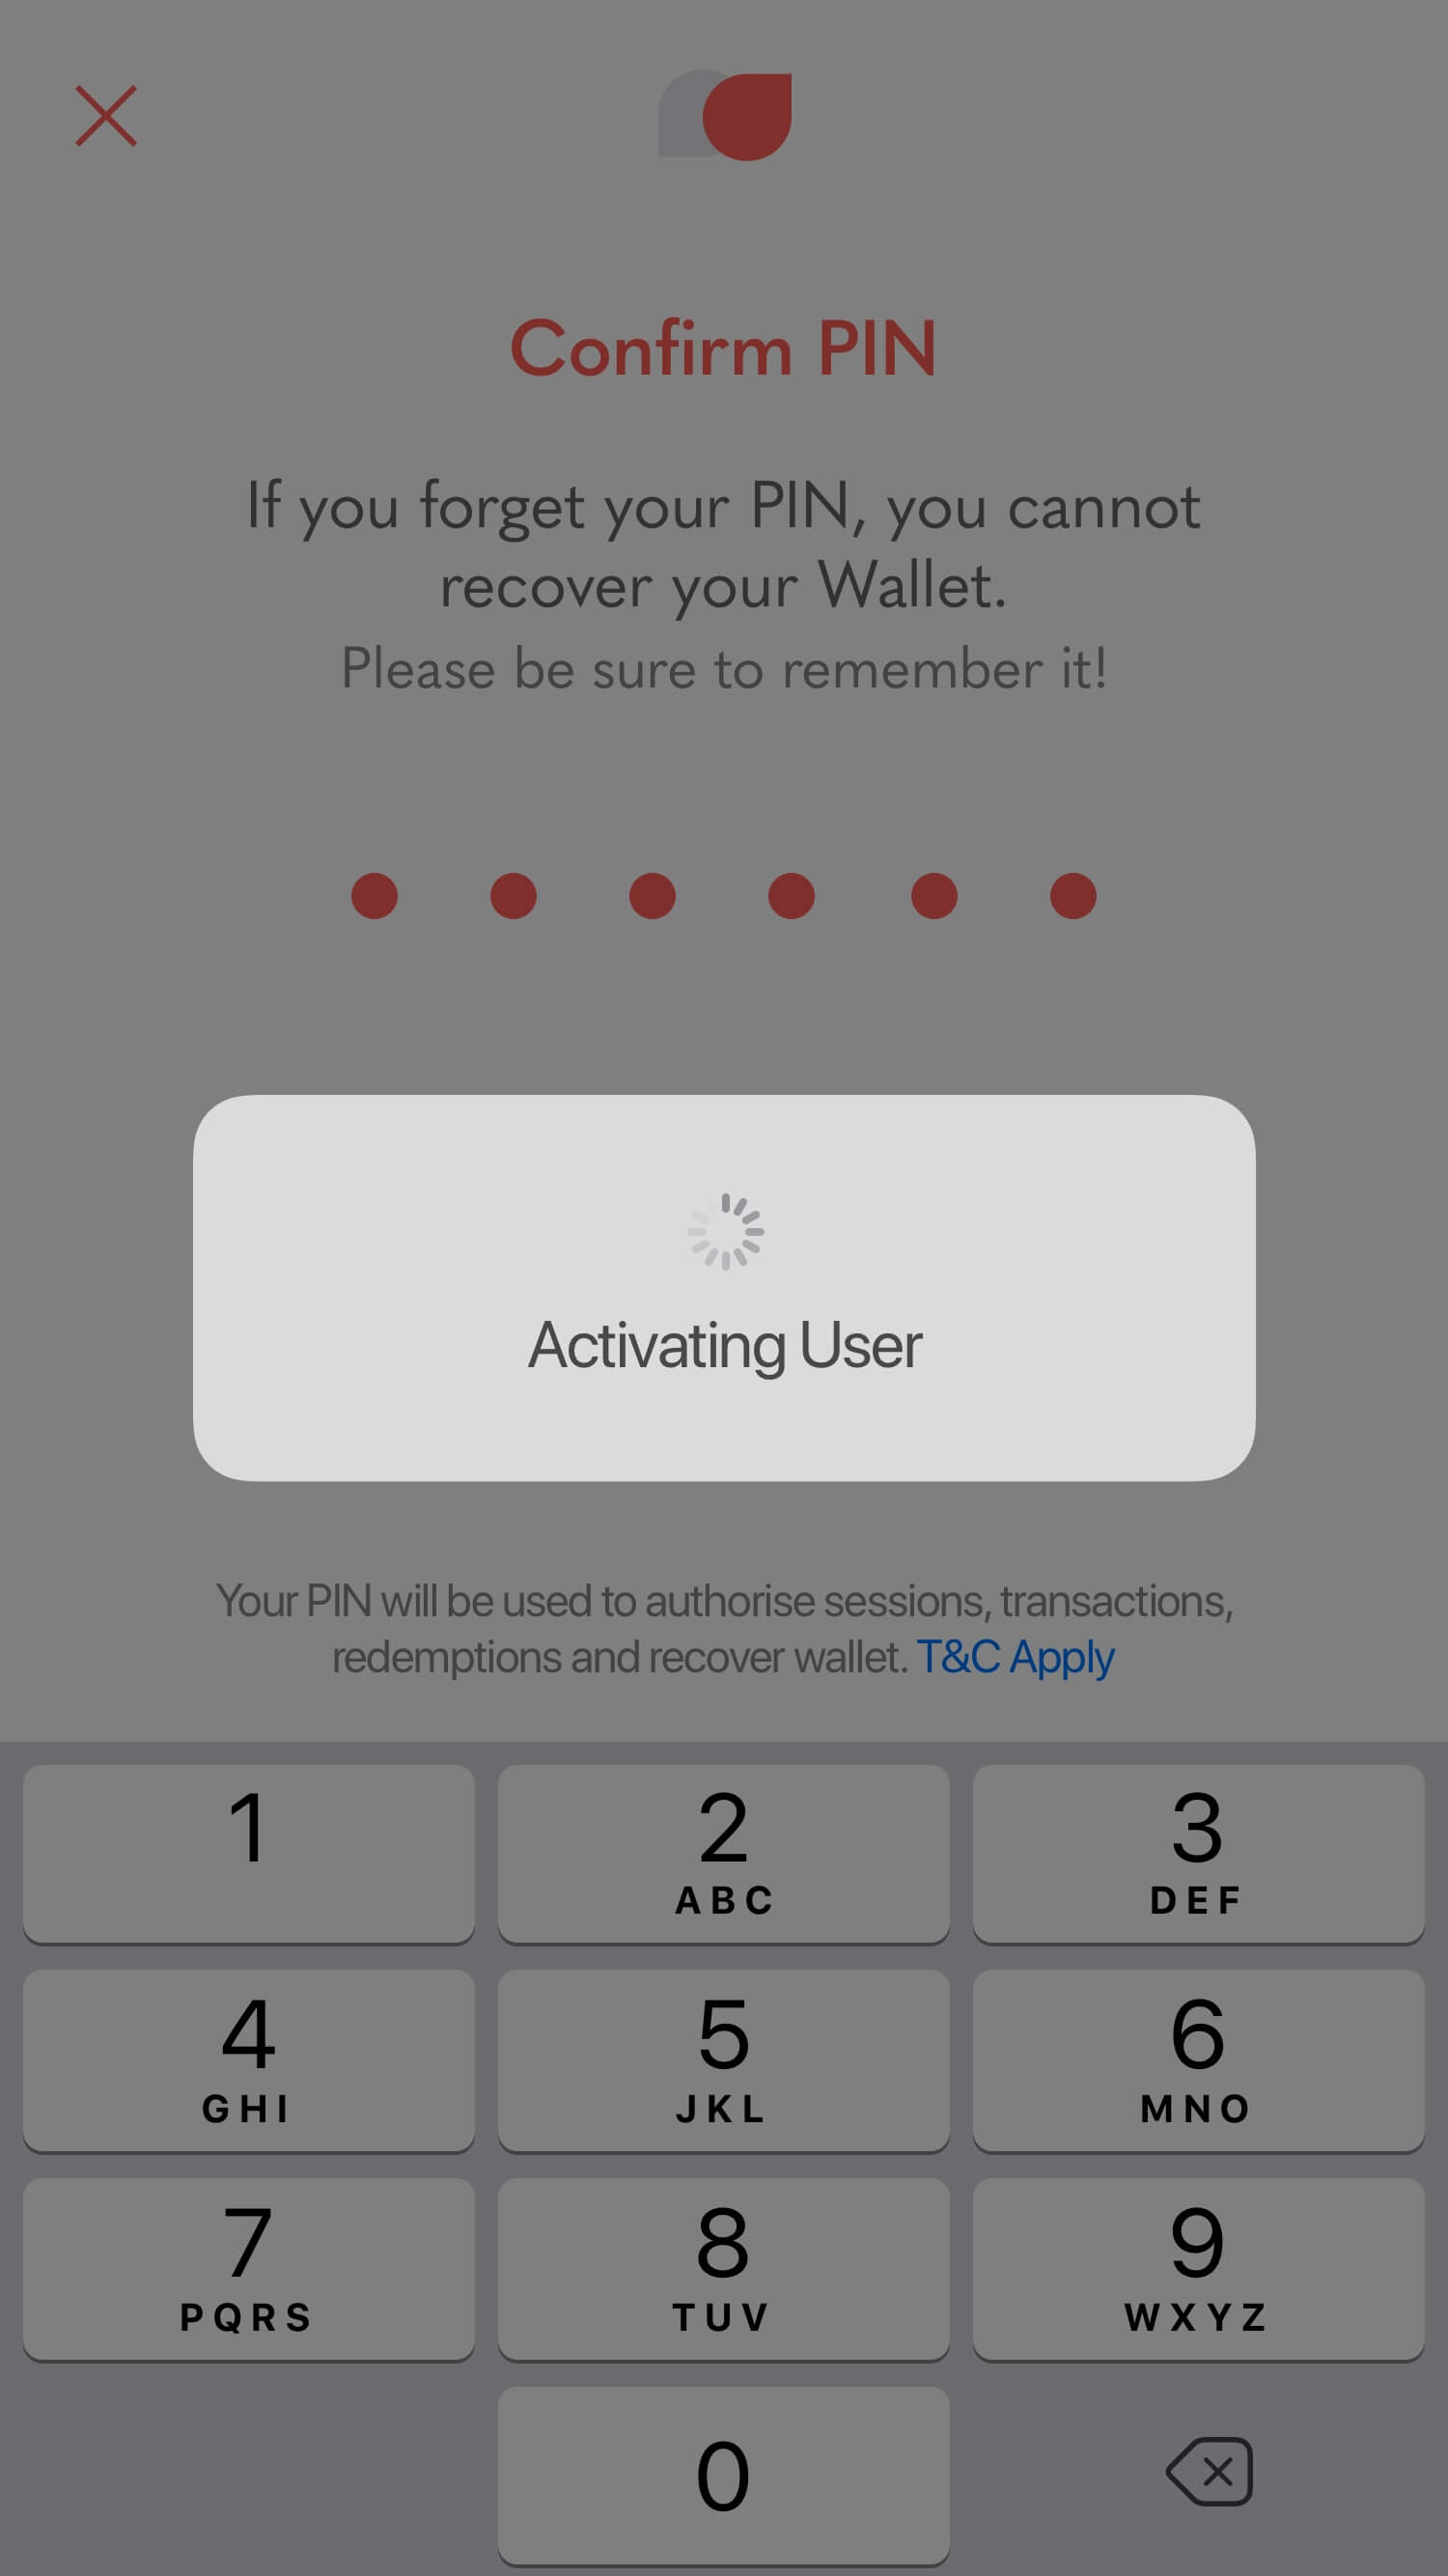 Confirm PIN
If you forget your PIN, you cannot
recover your Wallet.
Please be sure to remember it!
Activating User
Your PIN will be used to authorise sessions, transactions,
redemptions and recover wallet. T&C Apply
1
2
3
ABC
DEF
4
5
6
GHI
JKL
MNO
7
8
9
PQRS
TUV
WXYZ
0